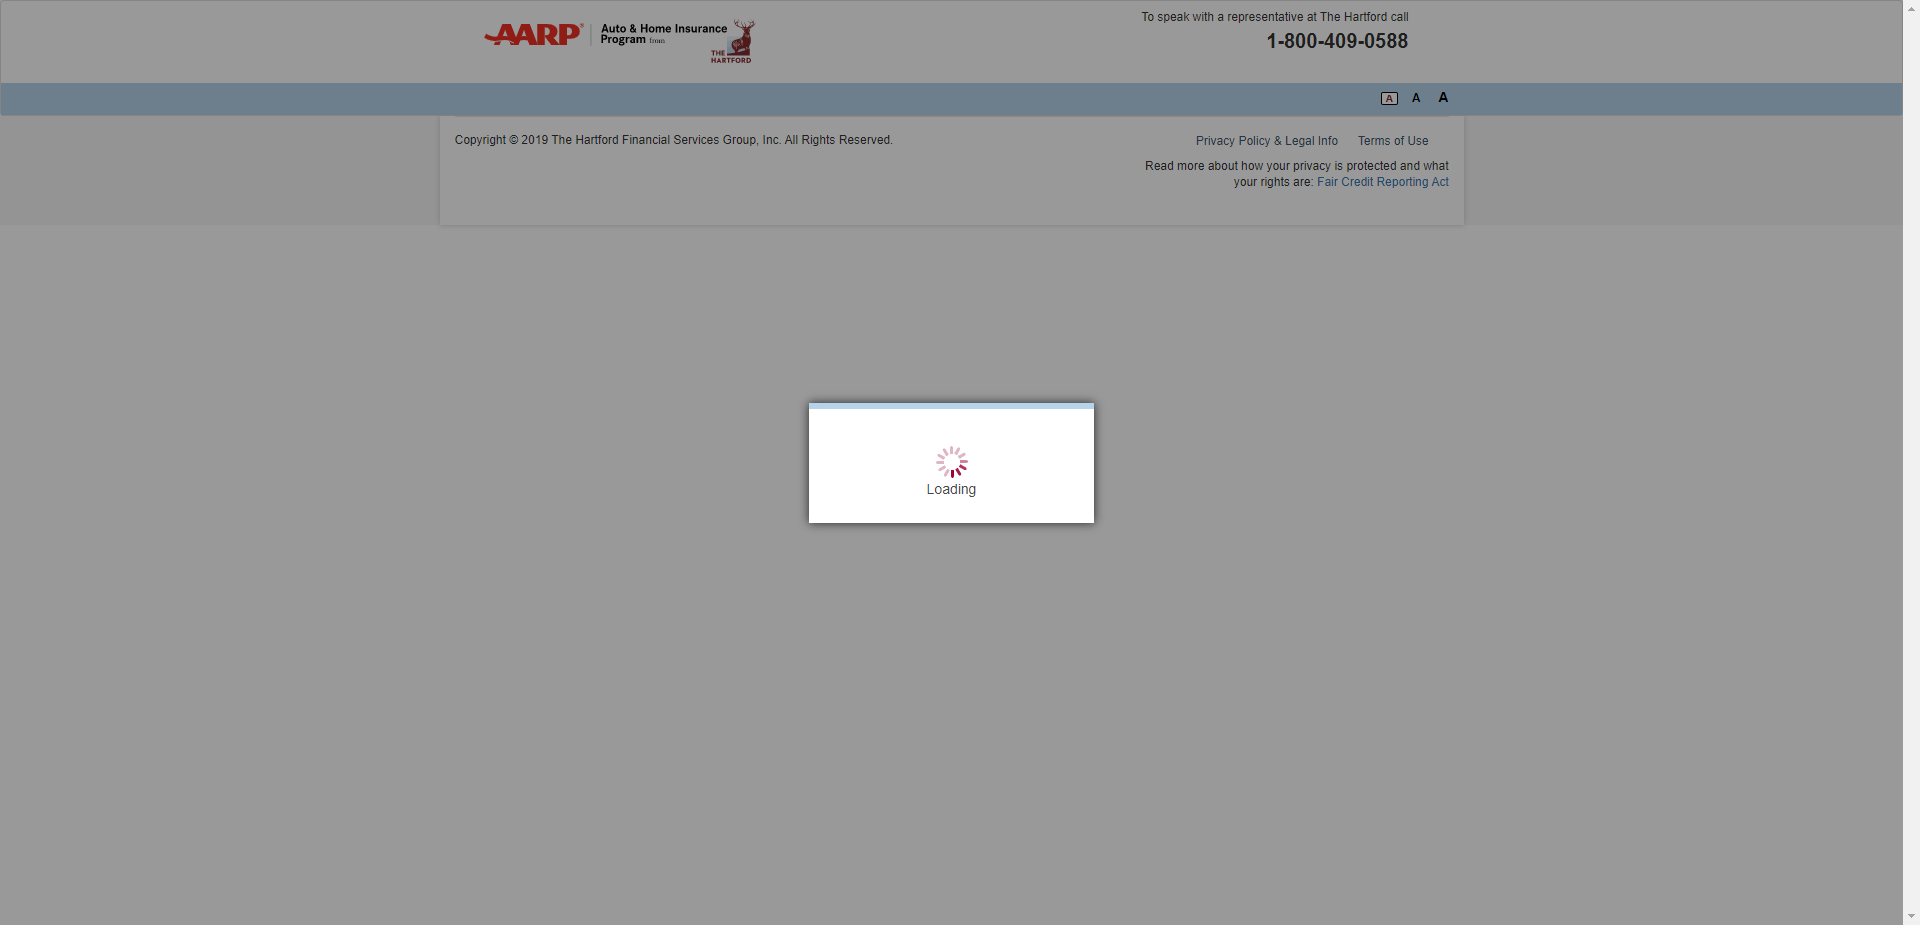 AARP® Auto & Home Insurance
Program from
THE
HARTFORD
To speak with a representative at The Hartford call
1-800-409-0588
A A A
Copyright © 2019 The Hartford Financial Services Group, Inc. All Rights Reserved.
Privacy Policy & Legal Info Terms of Use
Read more about how your privacy is protected and what
your rights are: Fair Credit Reporting Act
Loading